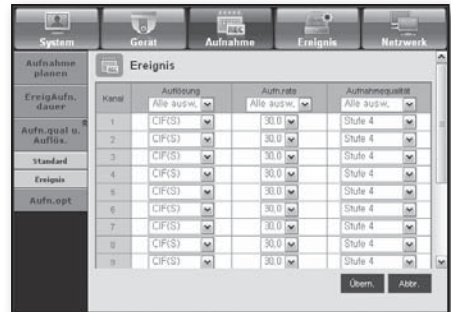 System Gerät Aufnahme Ereignis Netzwerk
REC
Aufnahme planen
EreigAufn. dauer
Aufn.qual u. Auflös.
Standard
Ereignis
Aufn.opt
Ereignis
Kanal Auflösung Aufn.rate Aufnahmequalität
Alle ausw. Alle ausw. Alle ausw.
1 CIF(S) 30,0 Stufe 4
2 CIF(S) 30,0 Stufe 4
3 CIF(S) 30,0 Stufe 4
4 CIF(S) 30,0 Stufe 4
5 CIF(S) 30,0 Stufe 4
6 CIF(S) 30,0 Stufe 4
7 CIF(S) 30,0 Stufe 4
8 CIF(S) 30,0 Stufe 4
9 CIF(S) 30,0 Stufe 4
Übern. Abbr.